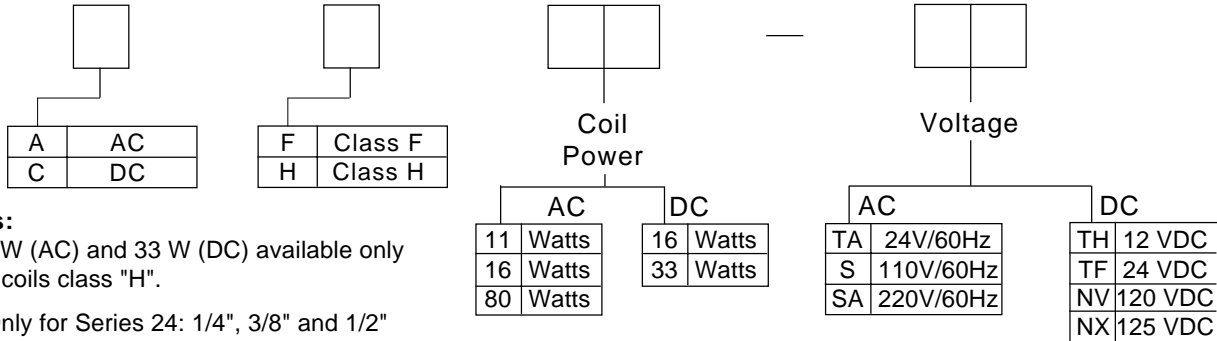 Coil
Power
Voltage
A AC
C DC
F Class F
H Class H
AC
11 Watts
16 Watts
80 Watts
DC
16 Watts
33 Watts
AC
TA 24V/60Hz
S 110V/60Hz
SA 220V/60Hz
DC
TH 12 VDC
TF 24 VDC
NV 120 VDC
NX 125 VDC
s:
W (AC) and 33 W (DC) available only
coils class "H".
nly for Series 24: 1/4", 3/8" and 1/2"